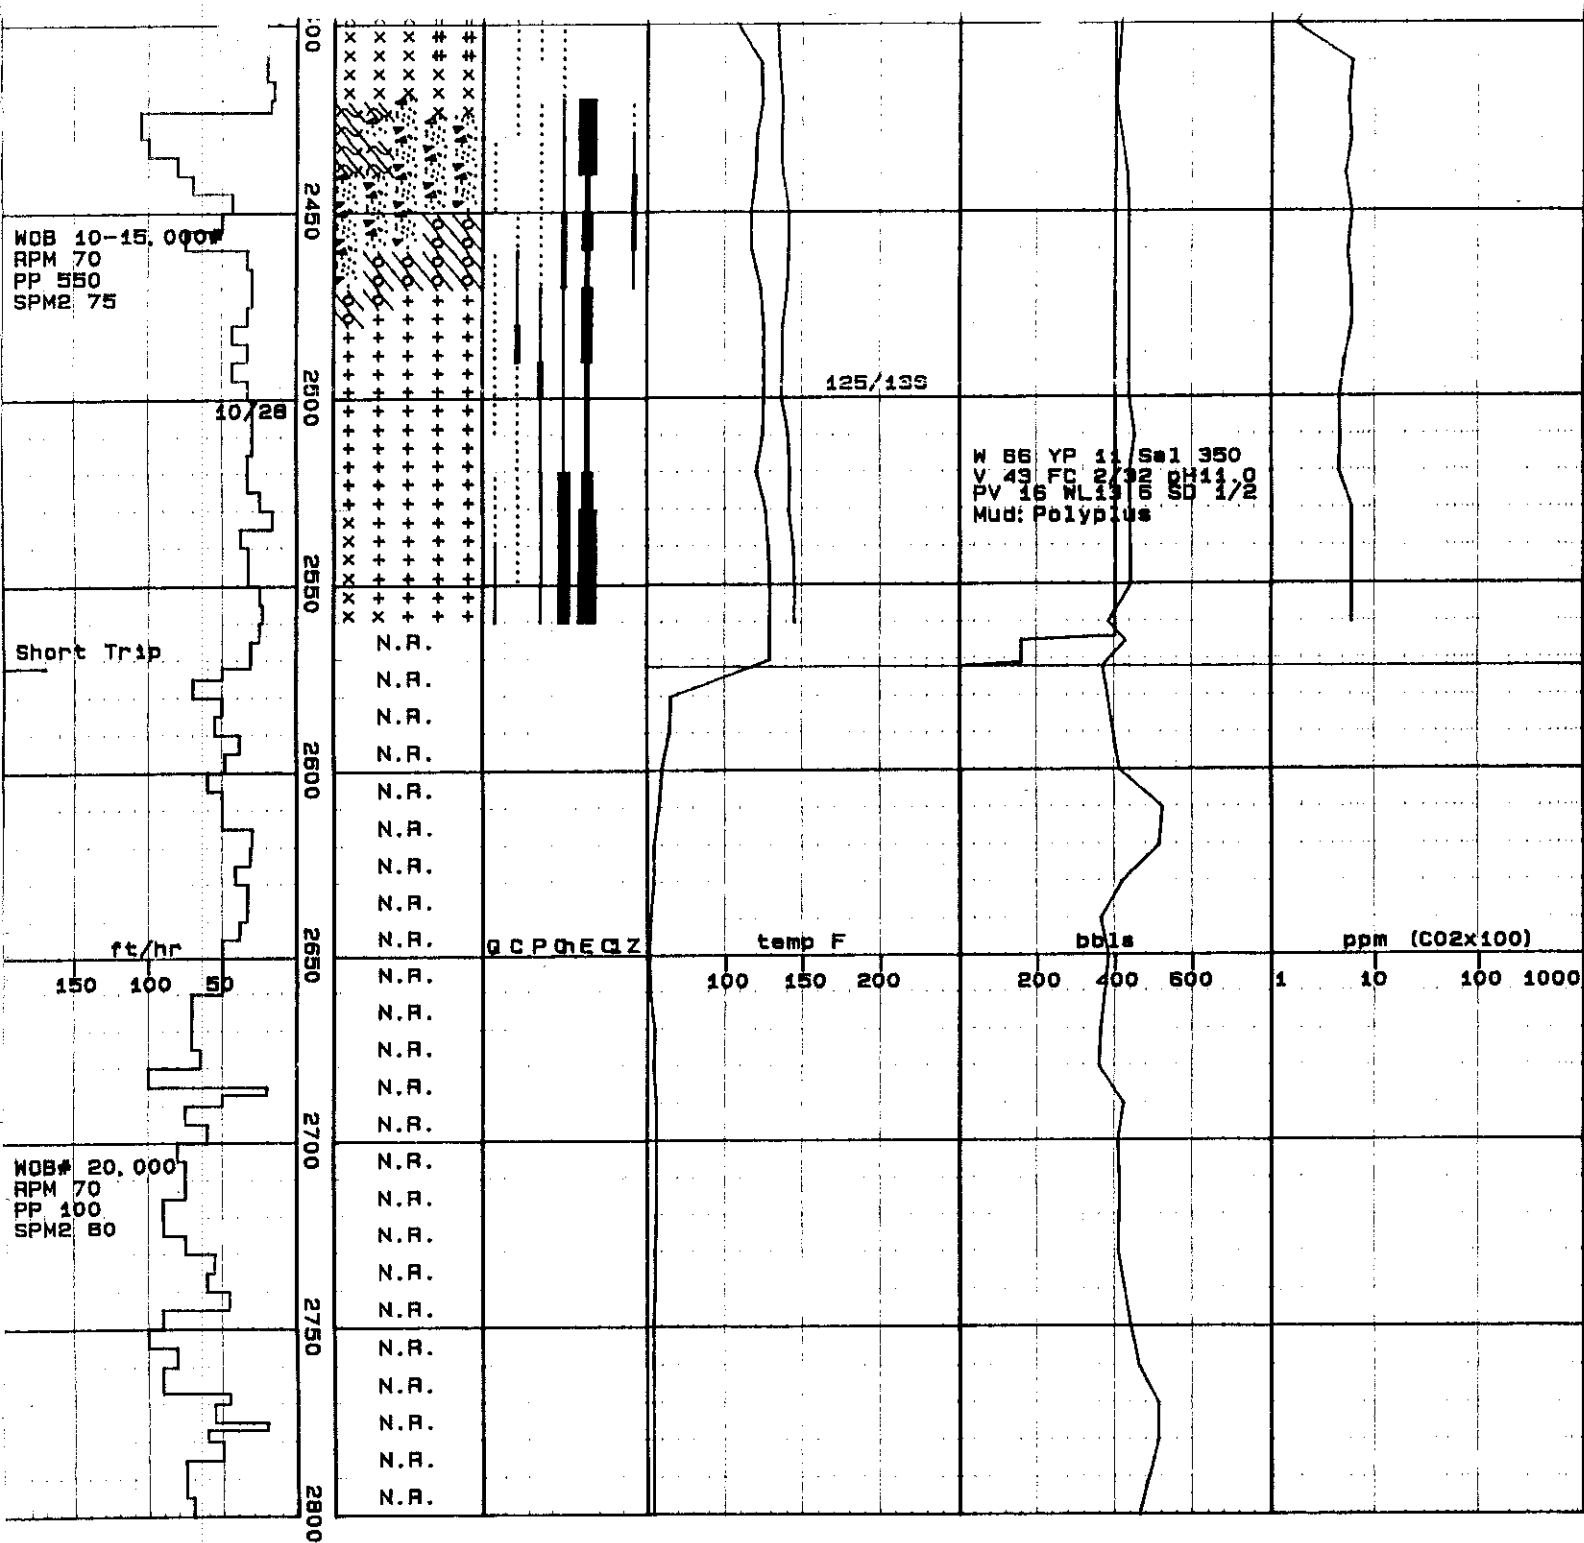 00
2450
WOB 10-15,000#
RPM 70
PP 550
SPM2 75
2500
125/139
10/28
W 66 YP 11 Sal 350
V 43 FC 2/32 pH11.0
PV 16 WL13 6 SD 1/2
Mud: Polyplus
2550
N.R.
Short Trip
N.R.
N.R.
N.R.
2600
N.R.
N.R.
N.R.
N.R.
N.R.
ft/hr
2650
Q C P Ch E Cl Z
temp F
bbls
ppm (CO2x100)
150 100 50
N.R.
100 150 200
200 400 600
1 10 100 1000
N.R.
N.R.
N.R.
N.R.
2700
WOB# 20,000
RPM 70
PP 100
SPM2 80
N.R.
N.R.
N.R.
N.R.
N.R.
2750
N.R.
N.R.
N.R.
N.R.
N.R.
2800